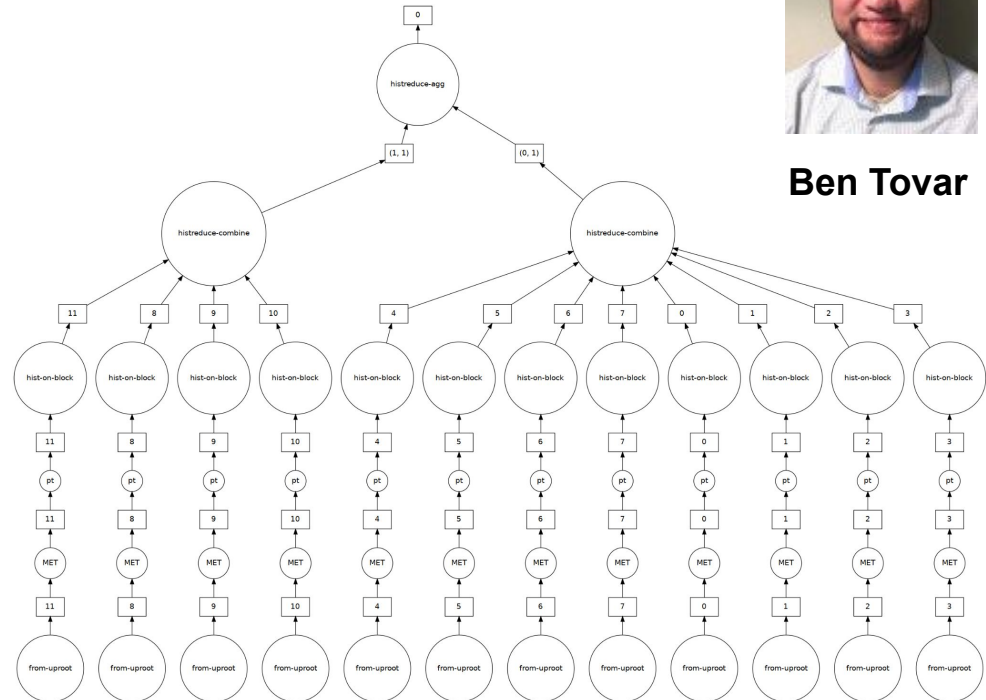 0
histreduce-agg
(1, 1) (0, 1)
Ben Tovar
histreduce-combine histreduce-combine
11 8 9 10 4 5 6 7 0 1 2 3
hist-on-block hist-on-block hist-on-block hist-on-block hist-on-block hist-on-block hist-on-block hist-on-block hist-on-block hist-on-block hist-on-block hist-on-block
11 8 9 10 4 5 6 7 0 1 2 3
pt pt pt pt pt pt pt pt pt pt pt pt
11 8 9 10 4 5 6 7 0 1 2 3
MET MET MET MET MET MET MET MET MET MET MET MET
11 8 9 10 4 5 6 7 0 1 2 3
from-uproot from-uproot from-uproot from-uproot from-uproot from-uproot from-uproot from-uproot from-uproot from-uproot from-uproot from-uproot